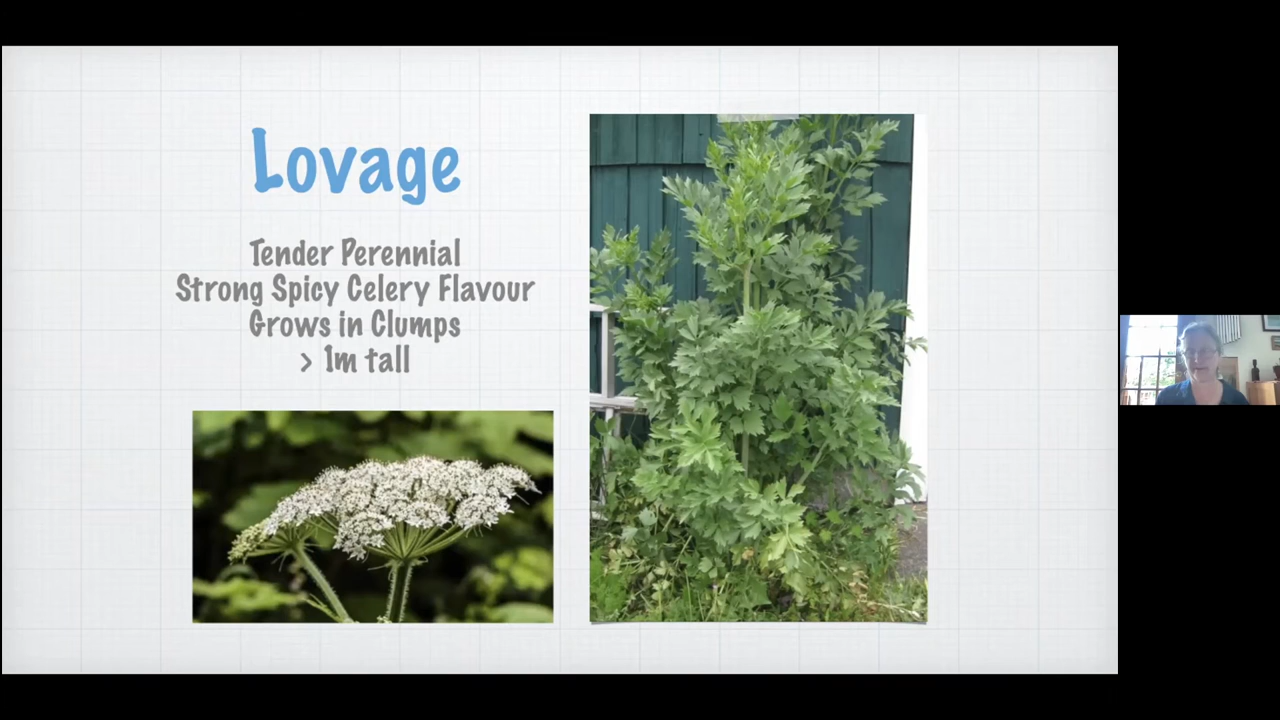 Lovage
Tender Perennial
Strong Spicy Celery Flavour
Grows in Clumps
> 1m tall